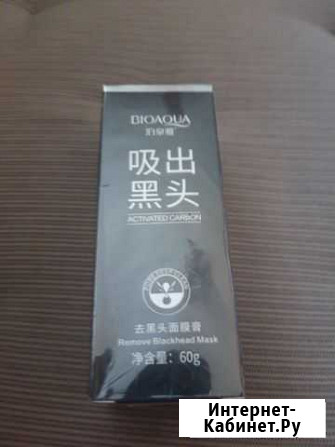 BIOAQUA
泊泉雅
吸出
黑头
ACTIVATED CARBON
去黑头面膜膏
Remove Blackhead Mask
净含量：60g
Интернет-
Кабинет.Ру